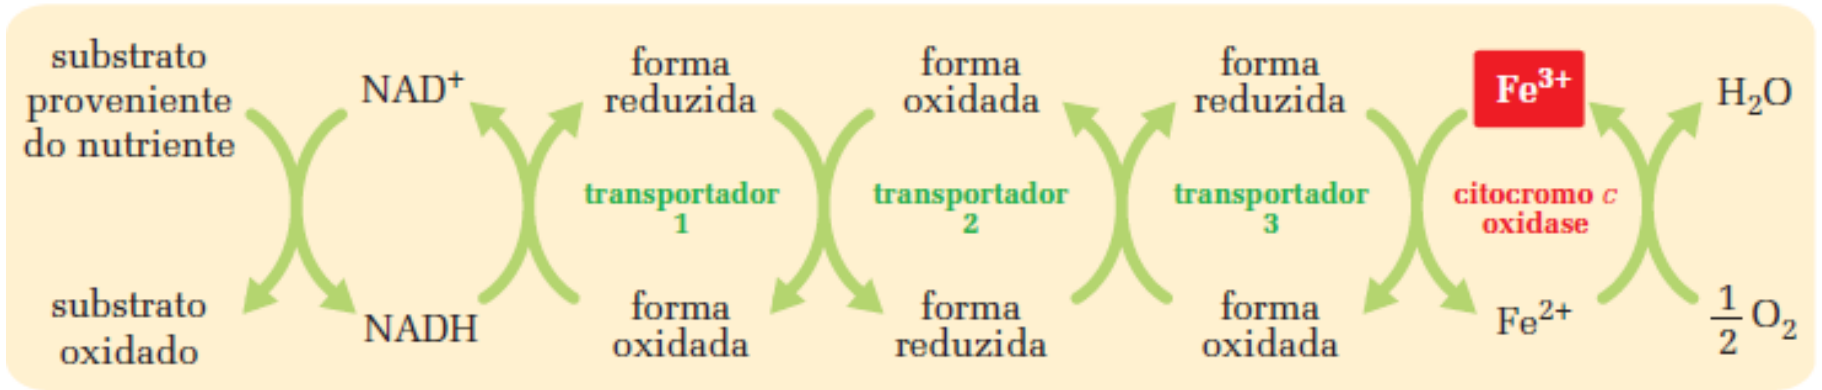 substrato
proveniente
do nutriente
NAD⁺
forma
reduzida
forma
oxidada
forma
reduzida
Fe³⁺
H₂O
transportador
1
transportador
2
transportador
3
citocromo c
oxidase
substrato
oxidado
NADH
forma
oxidada
forma
reduzida
forma
oxidada
Fe²⁺
1/2 O₂